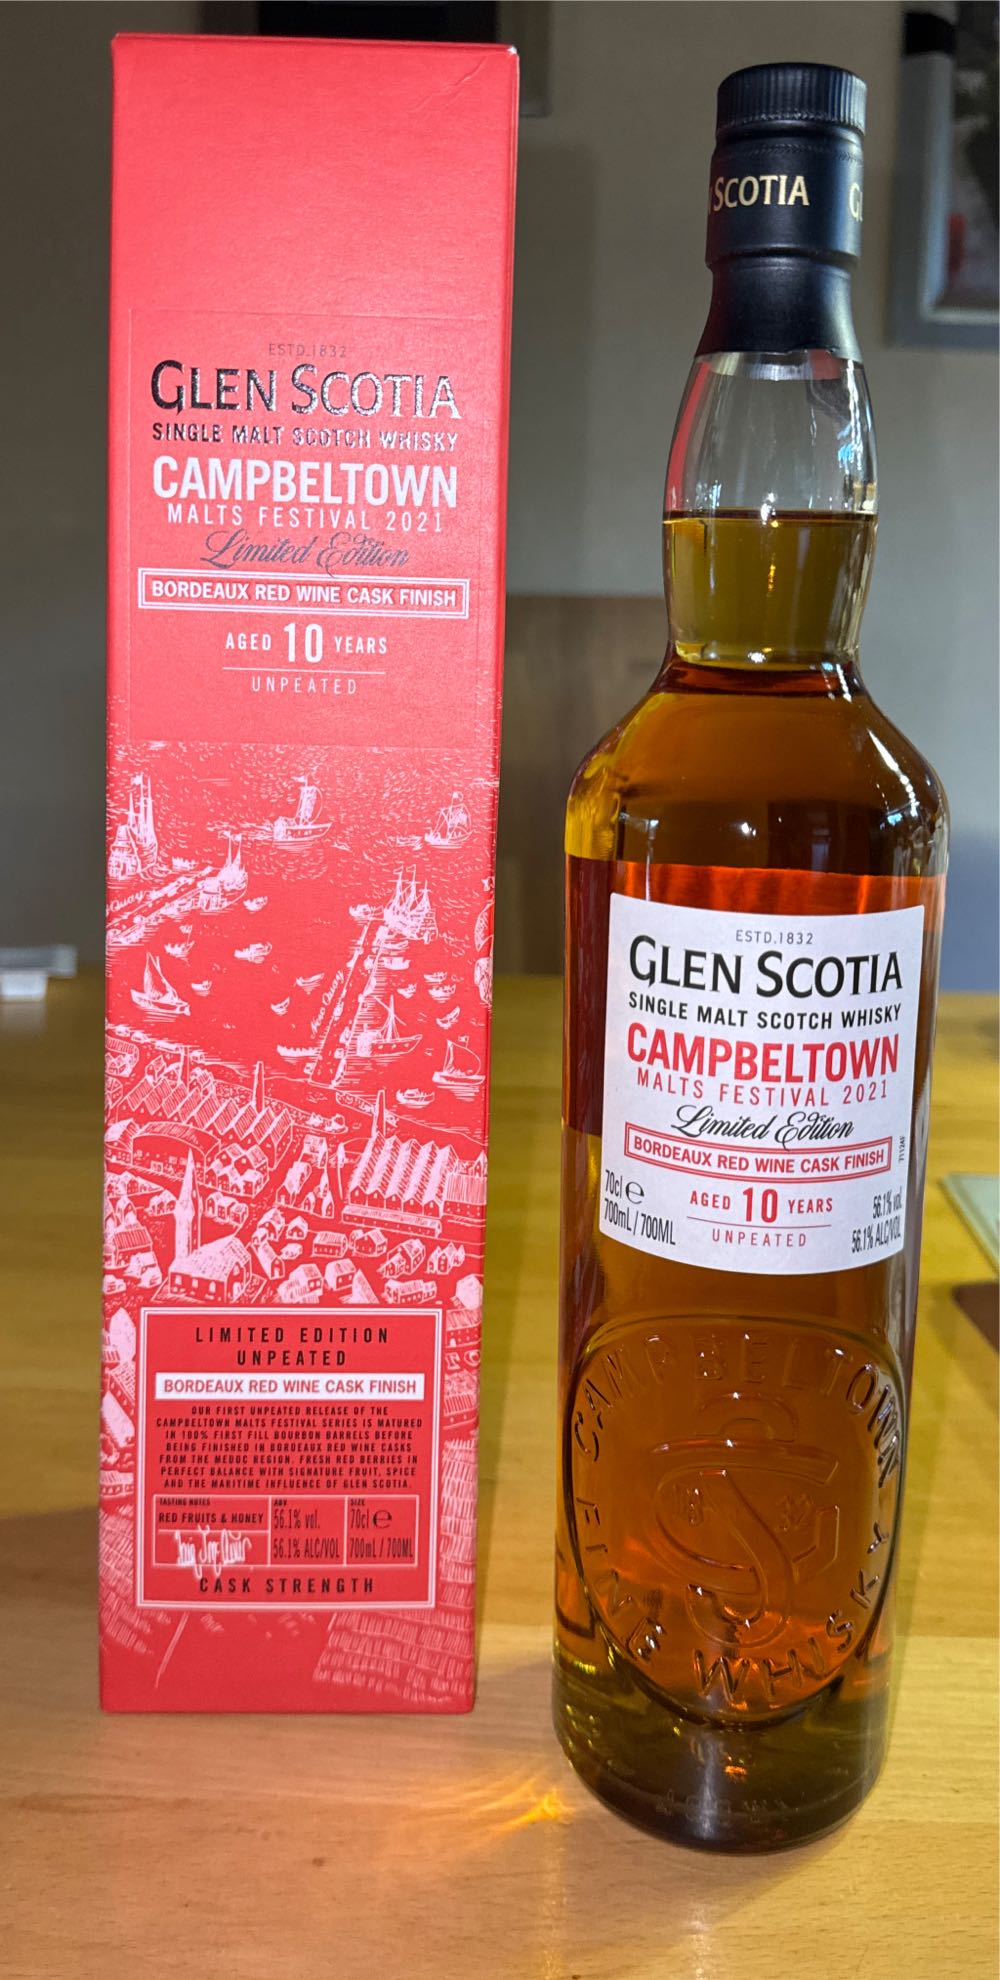 ESTD.1832
GLEN SCOTIA
SINGLE MALT SCOTCH WHISKY
CAMPBELTOWN
MALTS FESTIVAL 2021
Limited Edition
BORDEAUX RED WINE CASK FINISH
AGED 10 YEARS
UNPEATED
Quay
New Quay
LIMITED EDITION
UNPEATED
BORDEAUX RED WINE CASK FINISH
OUR FIRST UNPEATED RELEASE OF THE
CAMPBELTOWN MALTS FESTIVAL SERIES IS MATURED
IN 100% FIRST FILL BOURBON BARRELS BEFORE
BEING FINISHED IN BORDEAUX RED WINE CASKS
FROM THE MEDOC REGION. FRESH RED BERRIES IN
PERFECT BALANCE WITH SIGNATURE FRUIT, SPICE
AND THE MARITIME INFLUENCE OF GLEN SCOTIA.
TASTING NOTES
RED FRUITS & HONEY
ABV
56.1% vol.
56.1% ALC/VOL
SIZE
70cl e
700mL / 700ML
CASK STRENGTH
SCOTIA
ESTD.1832
GLEN SCOTIA
SINGLE MALT SCOTCH WHISKY
CAMPBELTOWN
MALTS FESTIVAL 2021
Limited Edition
BORDEAUX RED WINE CASK FINISH
70cl e
700mL / 700ML
AGED 10 YEARS
UNPEATED
56.1% vol.
56.1% ALC/VOL
CAMPBELTOWN
FINE WHISKY
18 32